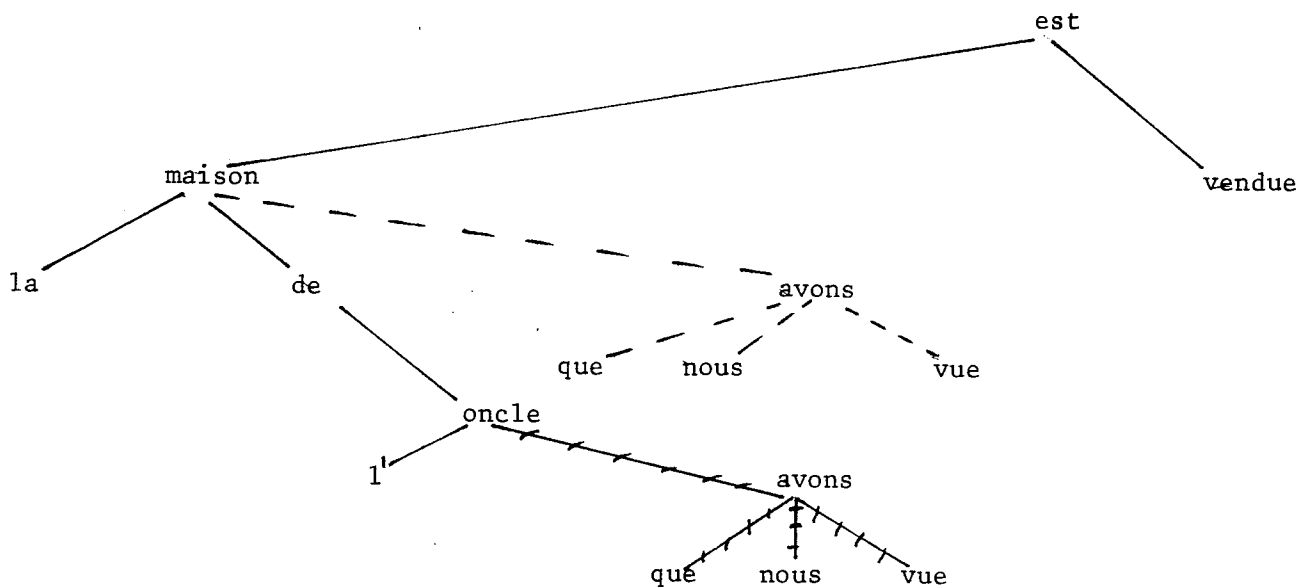 est
maison vendue
la de avons
que nous vue
oncle
l' avons
que nous vue